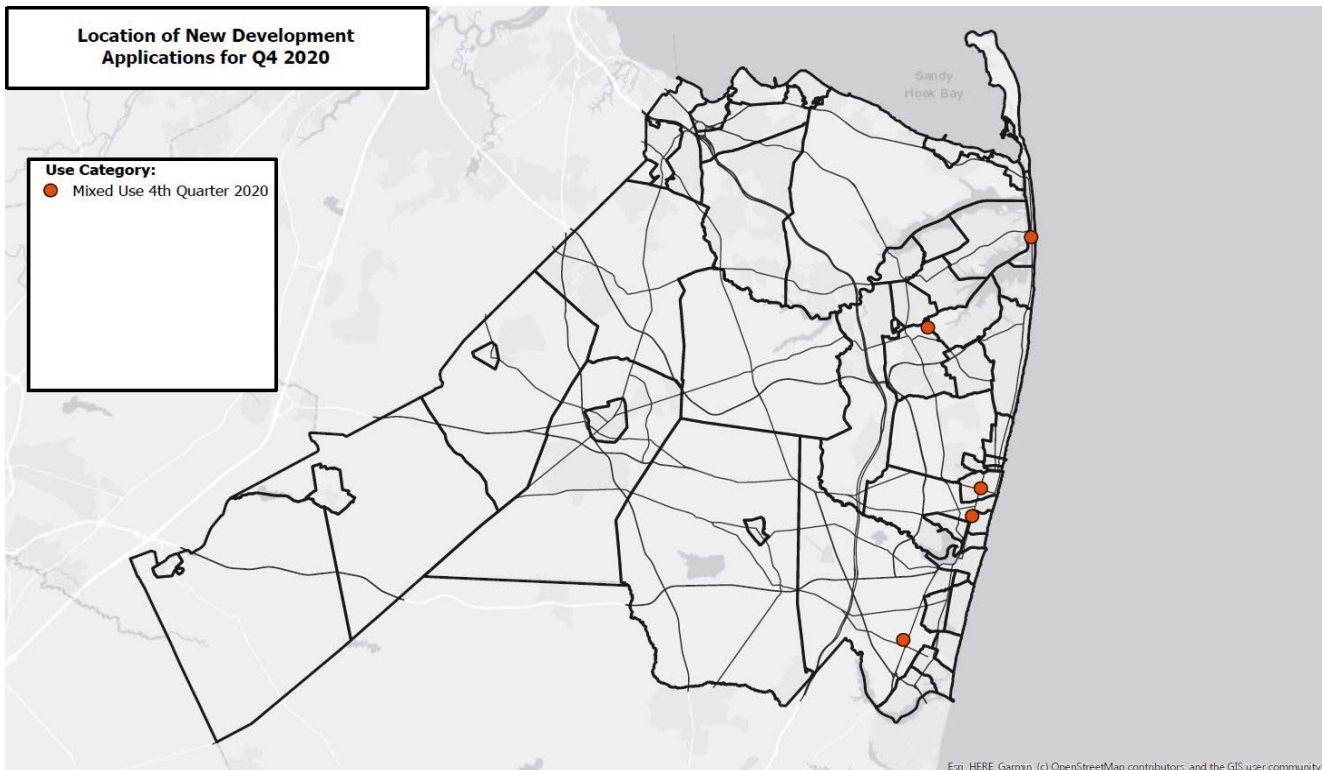 Location of New Development
Applications for Q4 2020
Sandy
Hook Bay
Use Category:
Mixed Use 4th Quarter 2020
Esri, HERE, Garmin, (c) OpenStreetMap contributors, and the GIS user community